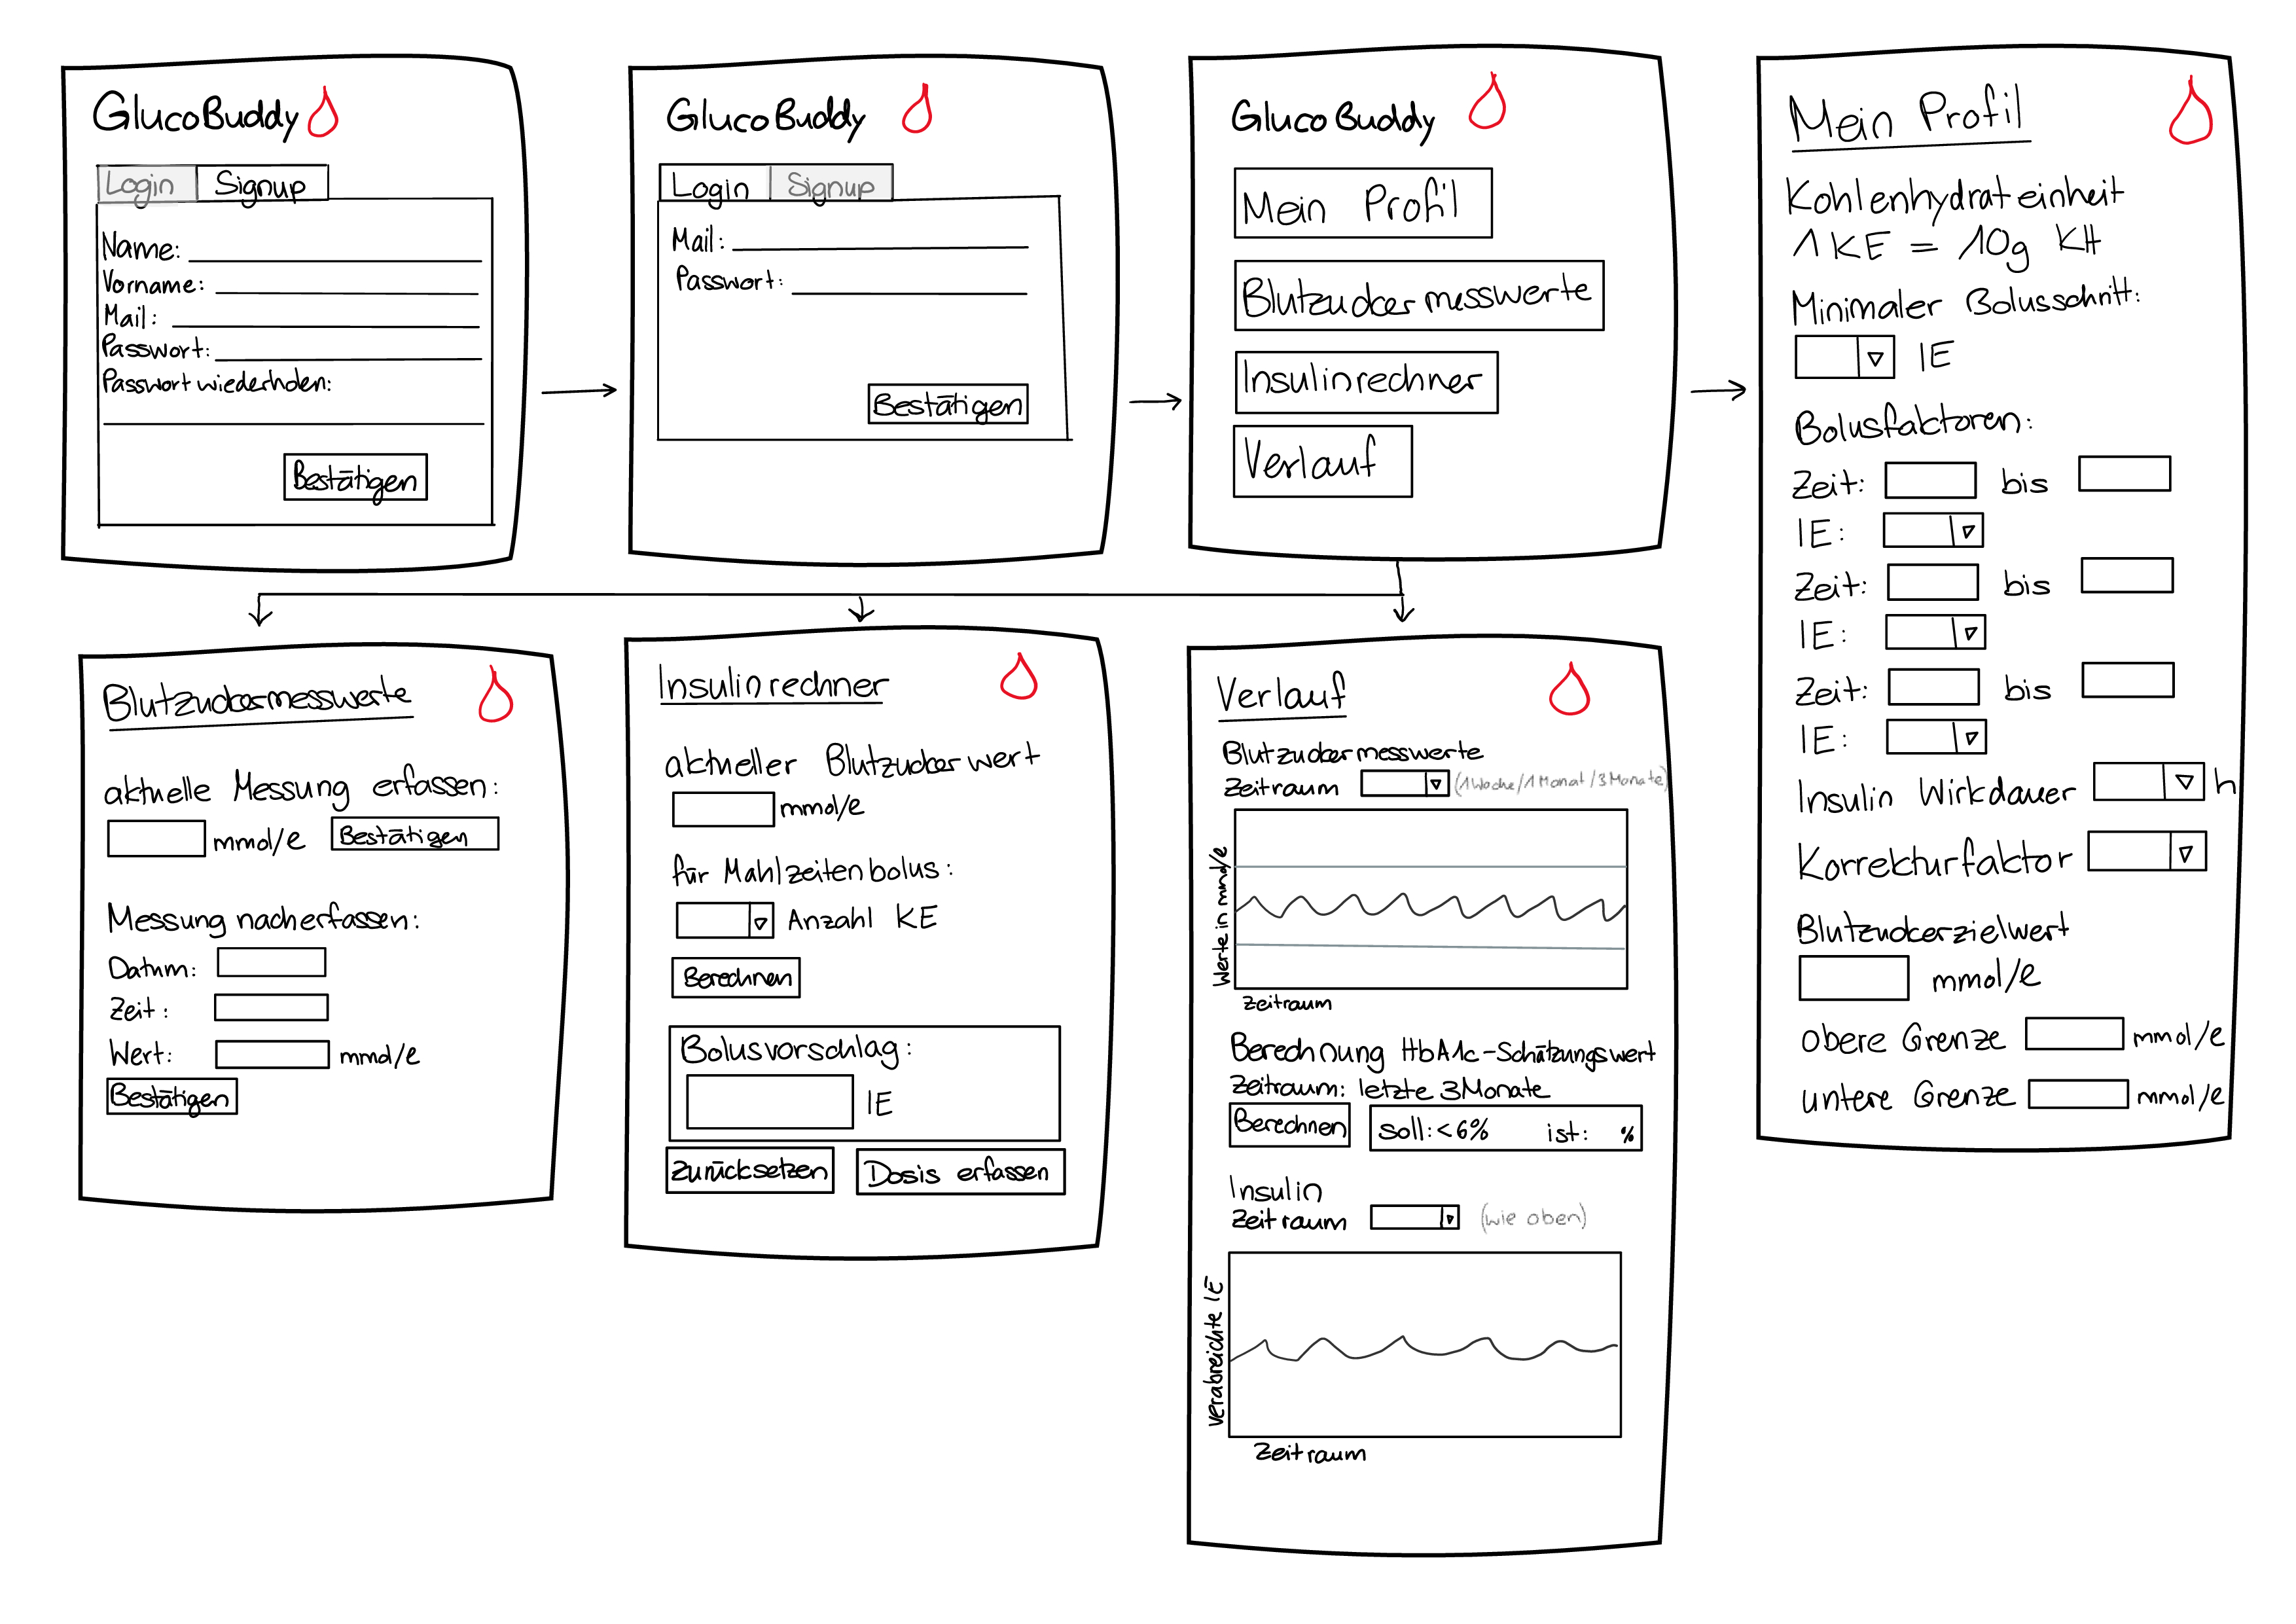 GlucoBuddy
Login Signup
Name:
Vorname:
Mail:
Passwort:
Passwort wiederholen:
Bestätigen
GlucoBuddy
Login Signup
Mail:
Passwort:
Bestätigen
GlucoBuddy
Mein Profil
Blutzuckermesswerte
Insulinrechner
Verlauf
Mein Profil
Kohlenhydrateinheit
1 KE = 10g KH
Minimaler Bolusschritt:
IE
Bolusfaktoren:
Zeit: bis
IE:
Zeit: bis
IE:
Zeit: bis
IE:
Insulin Wirkdauer h
Korrekturfaktor
Blutzuckerzielwert
mmol/l
obere Grenze mmol/l
untere Grenze mmol/l
Blutzuckermesswerte
aktuelle Messung erfassen:
mmol/l Bestätigen
Messung nacherfassen:
Datum:
Zeit:
Wert: mmol/l
Bestätigen
Insulinrechner
aktueller Blutzuckerwert
mmol/l
für Mahlzeitenbolus:
Anzahl KE
Berechnen
Bolusvorschlag:
IE
Zurücksetzen Dosis erfassen
Verlauf
Blutzuckermesswerte
Zeitraum (1 Woche/1 Monat/3 Monate)
Werte in mmol/l
Zeitraum
Berechnung HbA1c-Schätzungswert
Zeitraum: letzte 3 Monate
Berechnen soll: <6% ist: %
Insulin
Zeitraum (wie oben)
verabreichte IE
Zeitraum